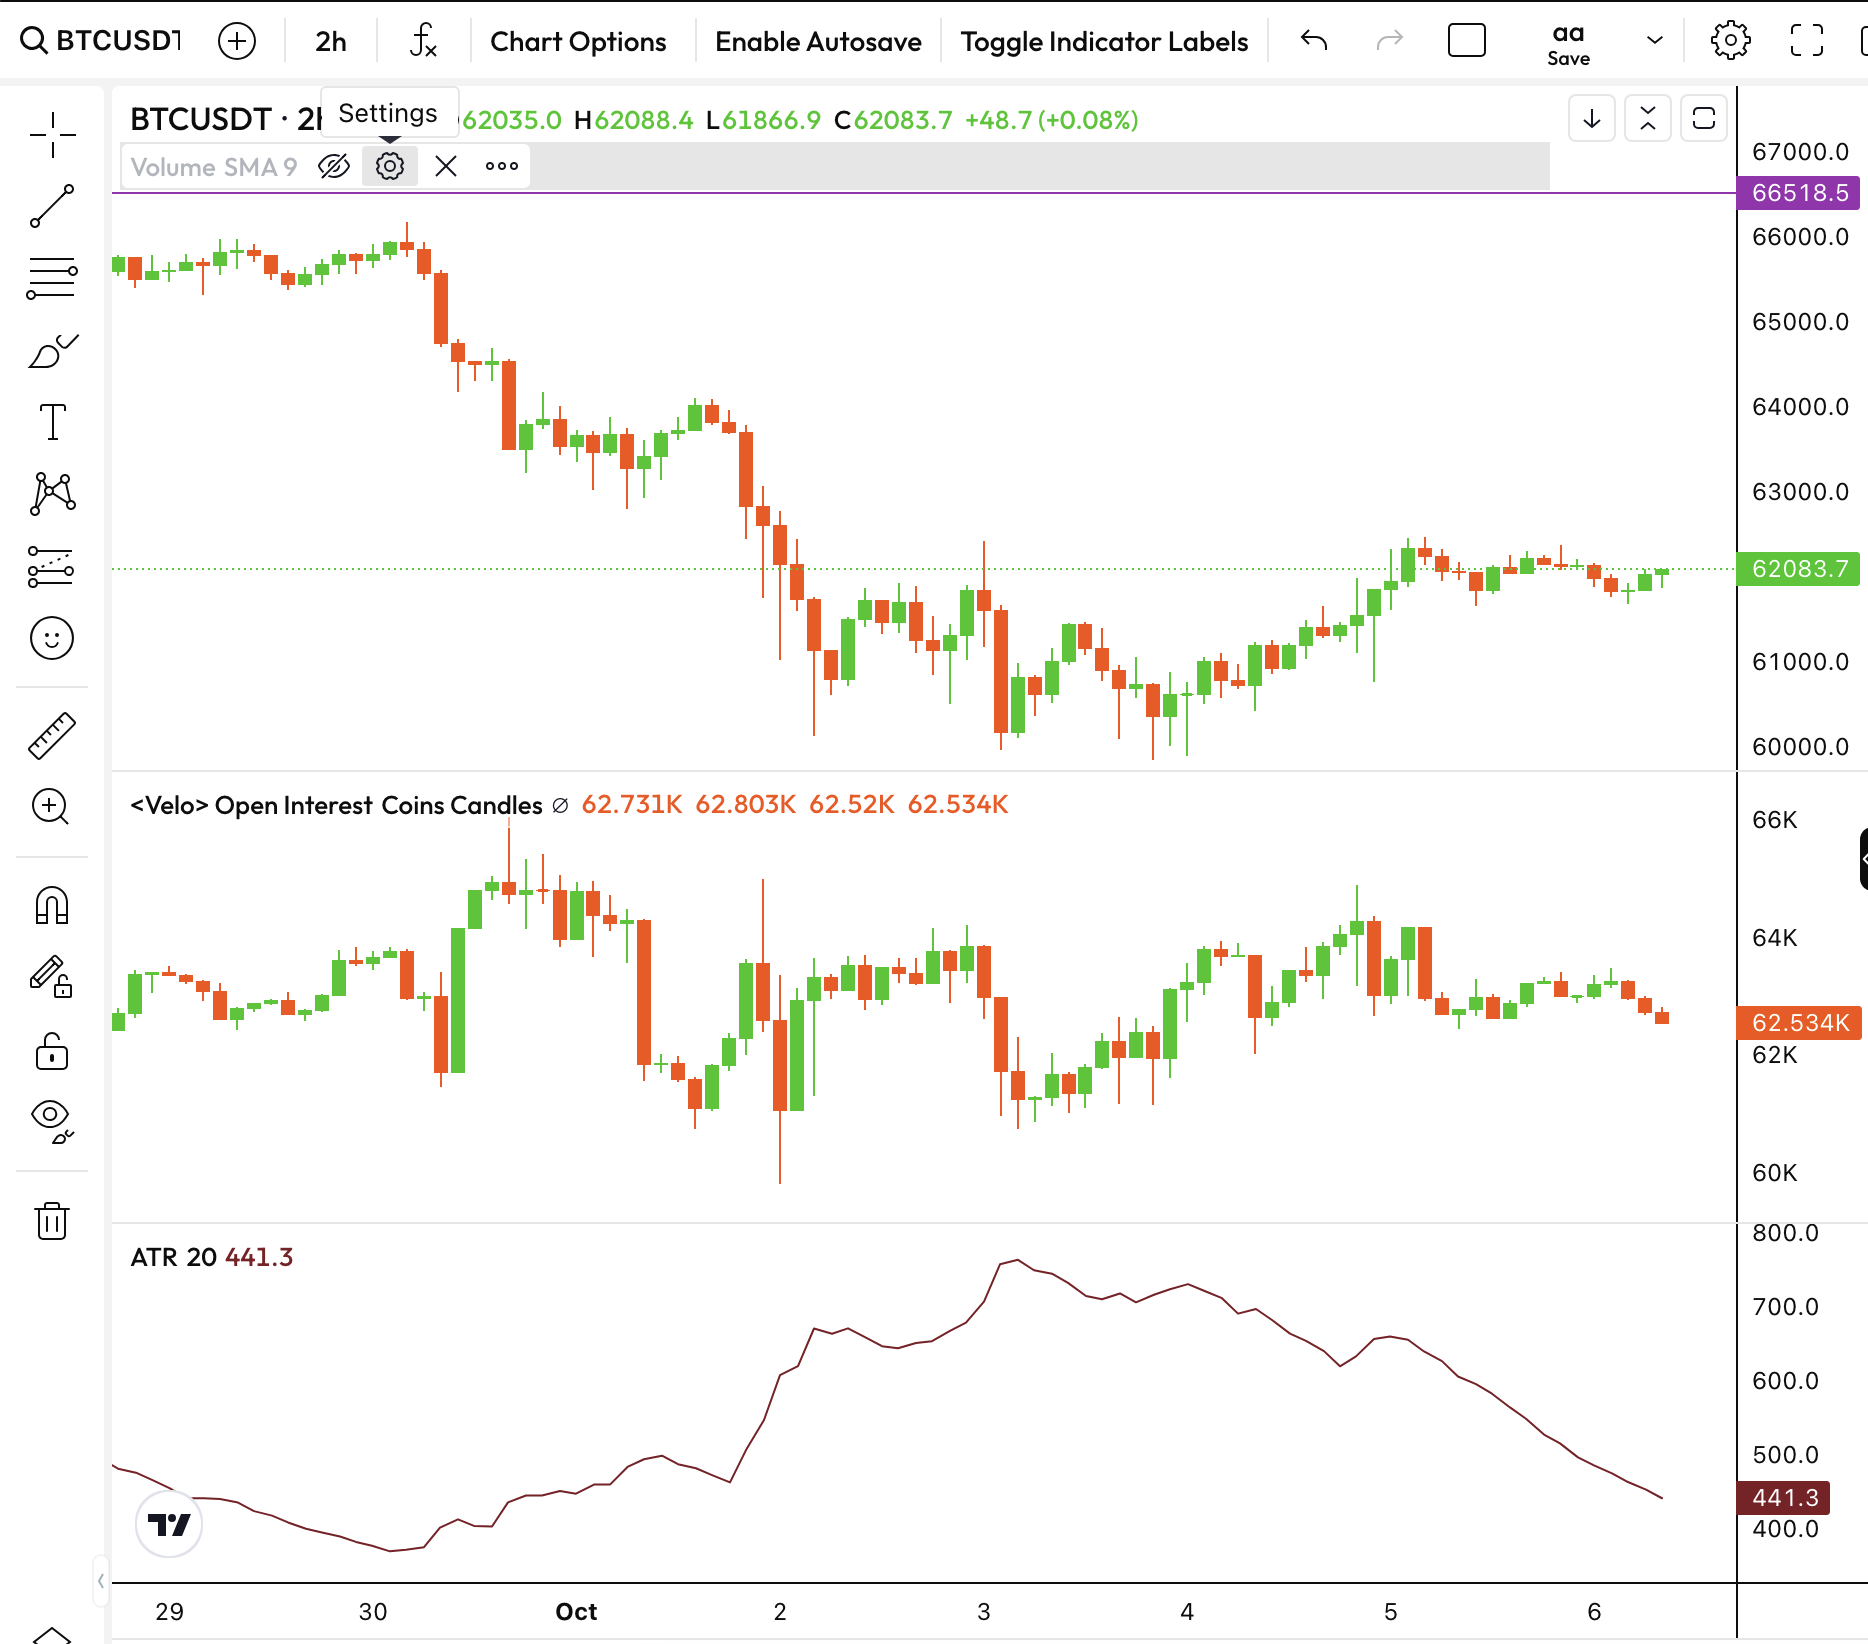 BTCUSDT
2h
Chart Options
Enable Autosave
Toggle Indicator Labels
aa
Save
BTCUSDT · 2
Settings
62035.0 H62088.4 L61866.9 C62083.7 +48.7 (+0.08%)
Volume SMA 9
67000.0
66518.5
66000.0
65000.0
64000.0
63000.0
62083.7
61000.0
60000.0
<Velo> Open Interest Coins Candles ∅ 62.731K 62.803K 62.52K 62.534K
66K
64K
62.534K
62K
60K
ATR 20 441.3
800.0
700.0
600.0
500.0
441.3
400.0
29 30 Oct 2 3 4 5 6